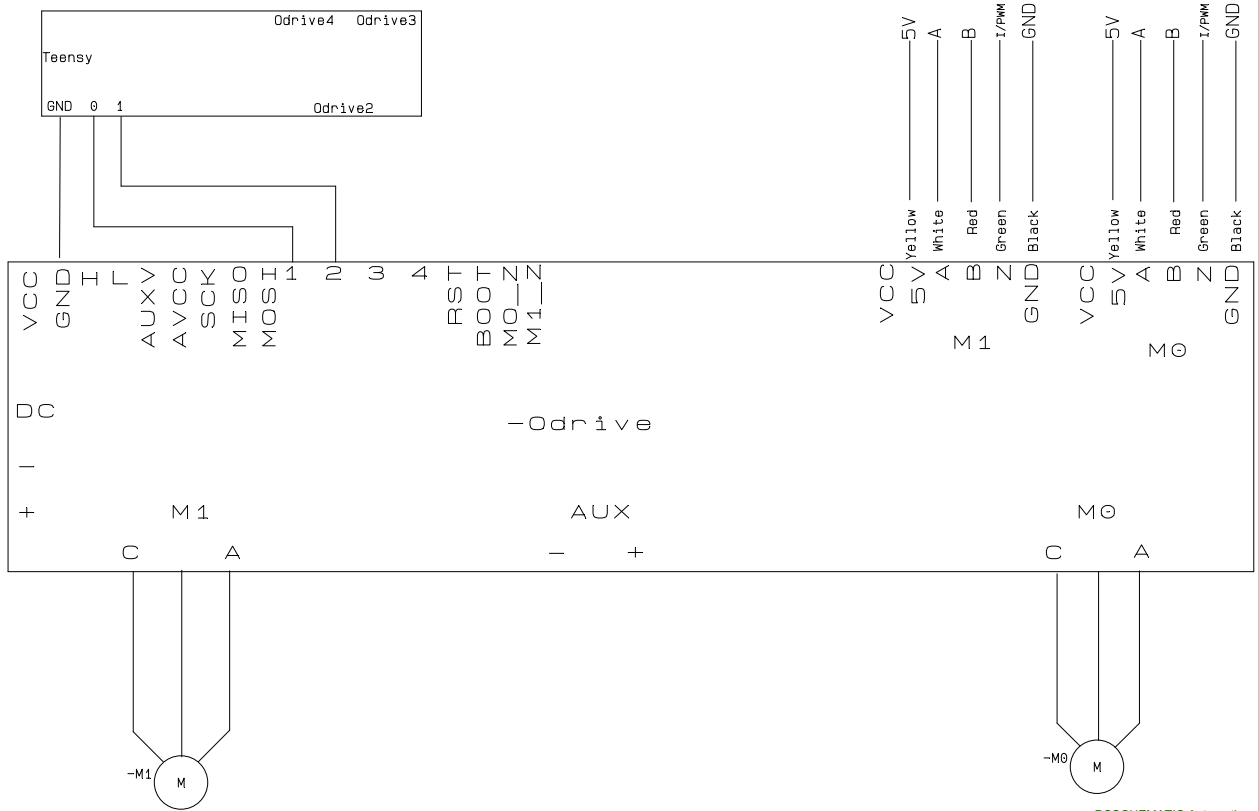 Odrive4 Odrive3
Teensy
GND 0 1
Odrive2
5V A B I/PWM GND
5V A B I/PWM GND
Yellow White Red Green Black
Yellow White Red Green Black
VCC GND H L AUXV AVCC SCK MISO MOSI 1 2 3 4 RST BOOT M0_Z M1_Z
VCC 5V A B Z GND
VCC 5V A B Z GND
M1
M0
DC
-Odrive
-
+
M1
AUX
M0
C A
- +
C A
-M1 M
-M0 M